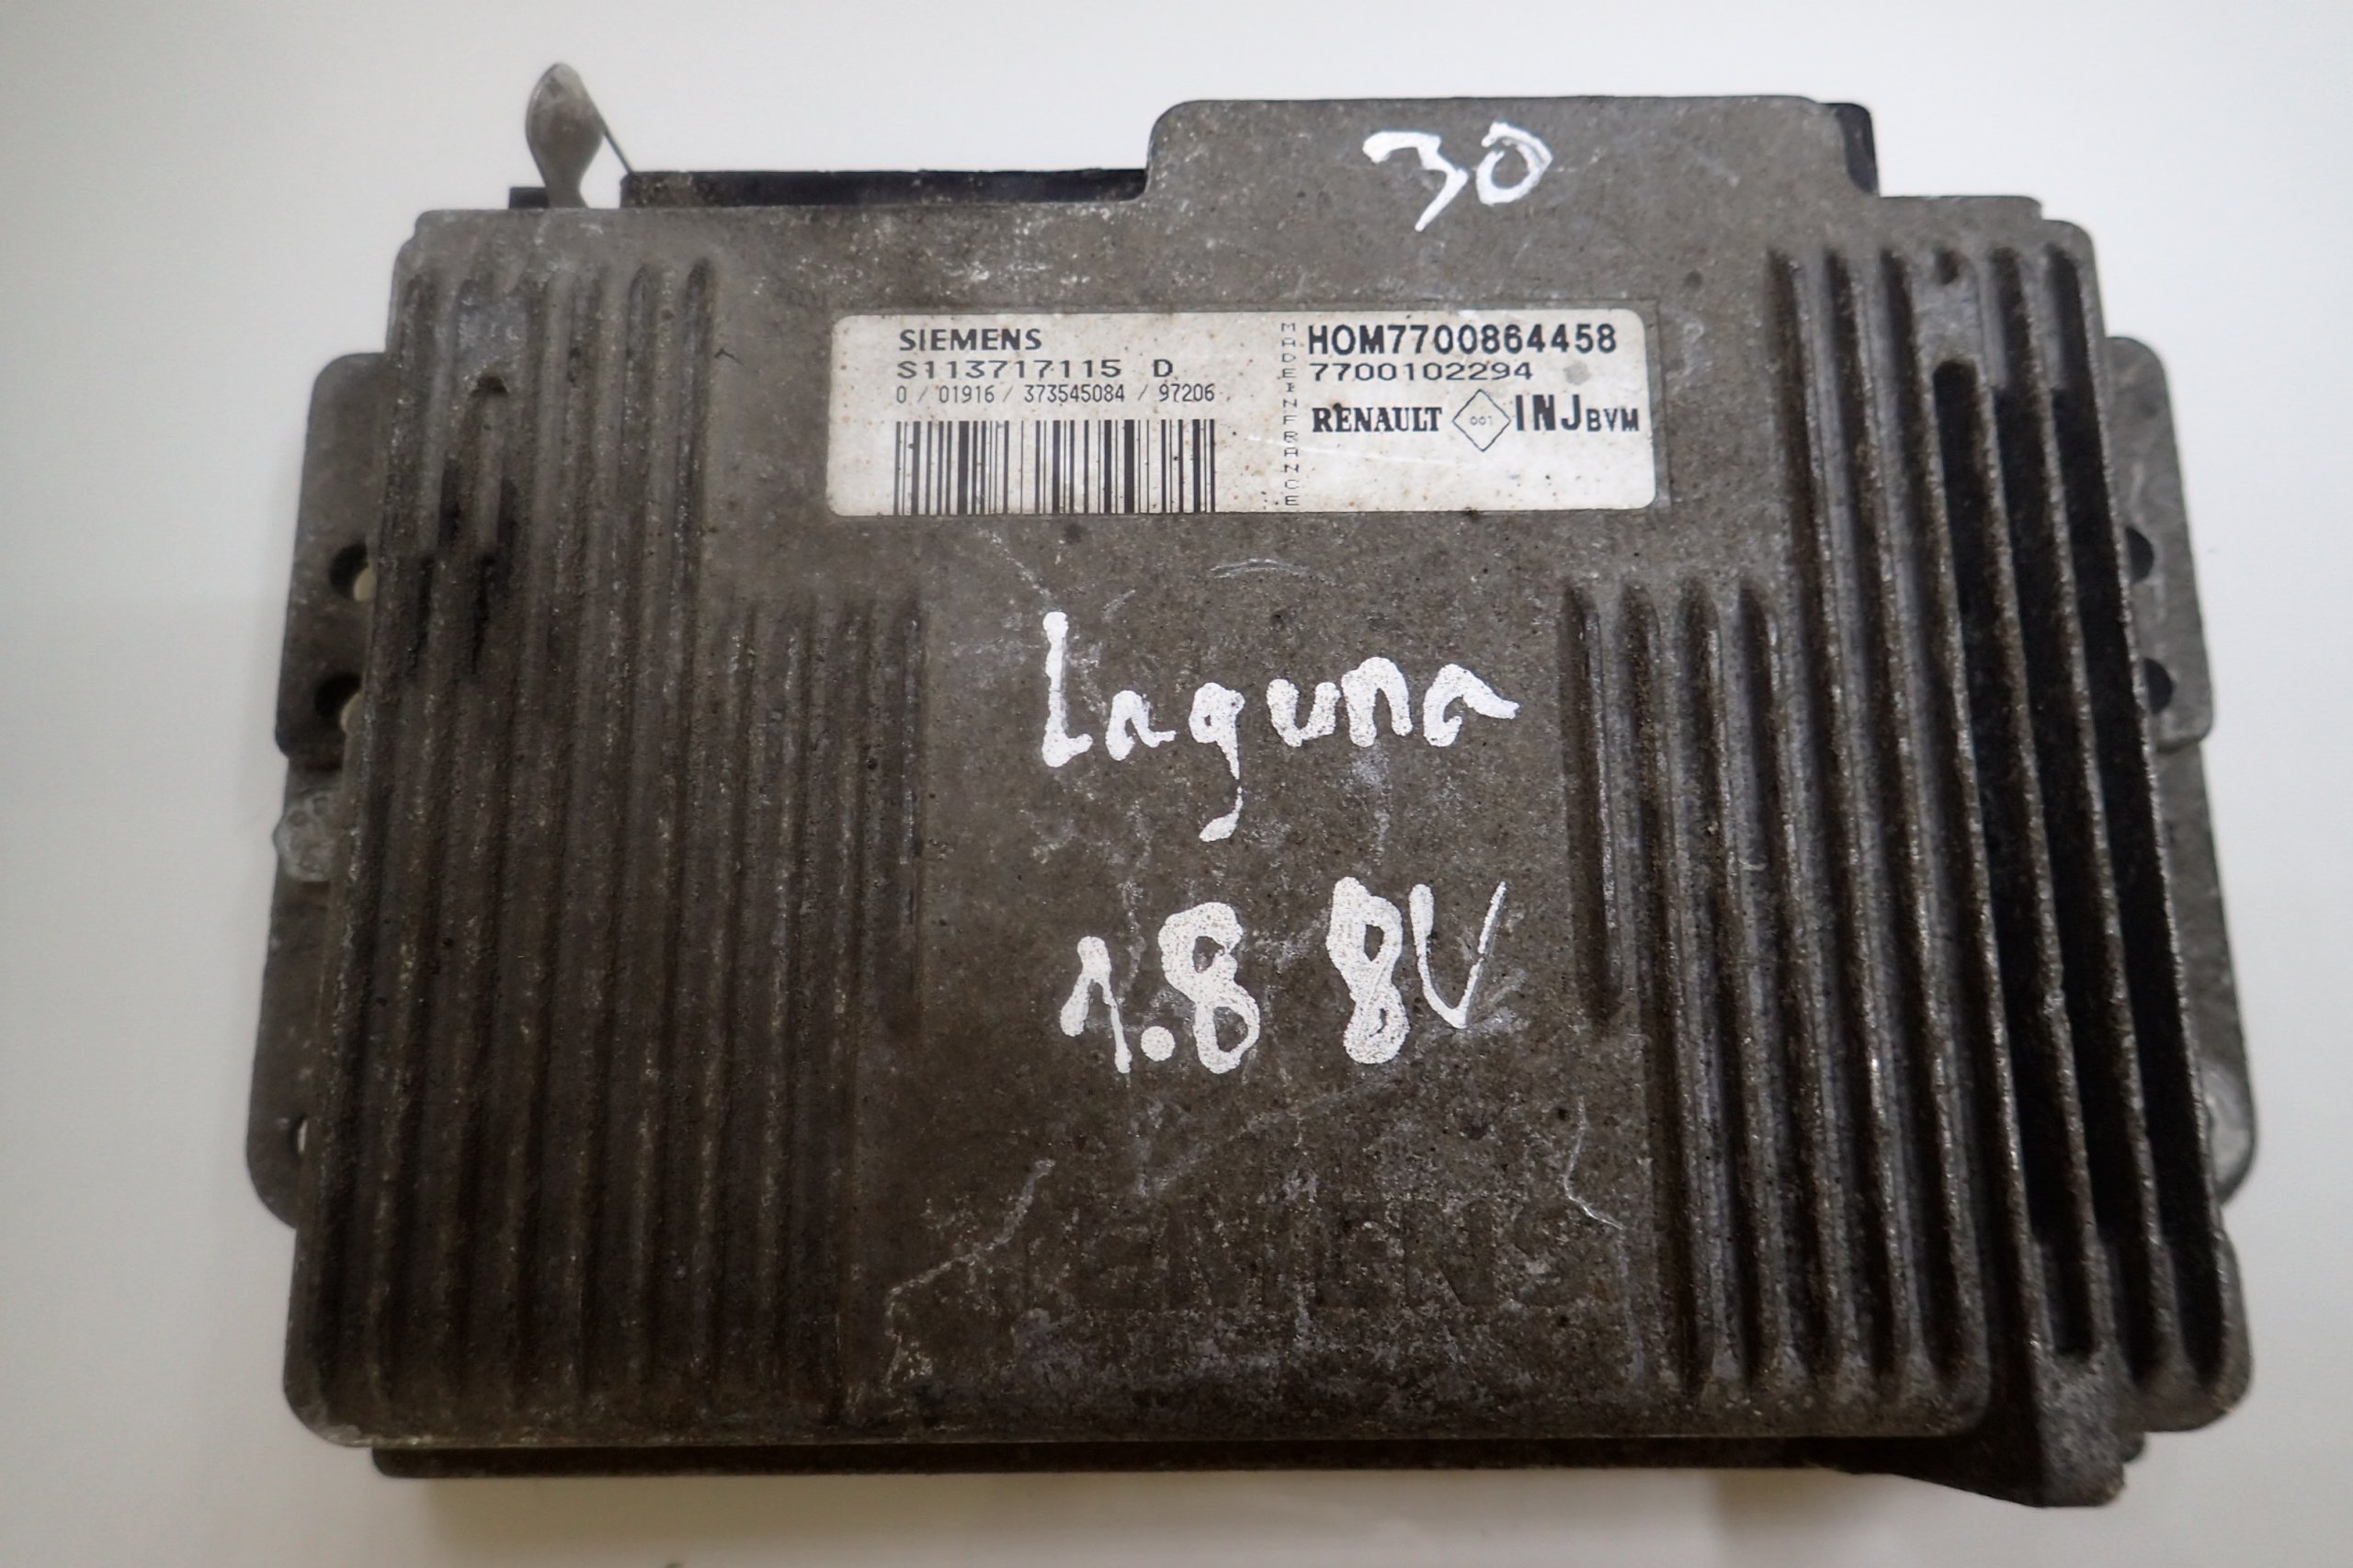 30
SIEMENS
S113717115 D
0 / 01916 / 373545084 / 97206
MADE IN FRANCE
HOM7700864458
7700102294
RENAULT 001 INJ BVM
Laguna
1.8 8V
SIEMENS